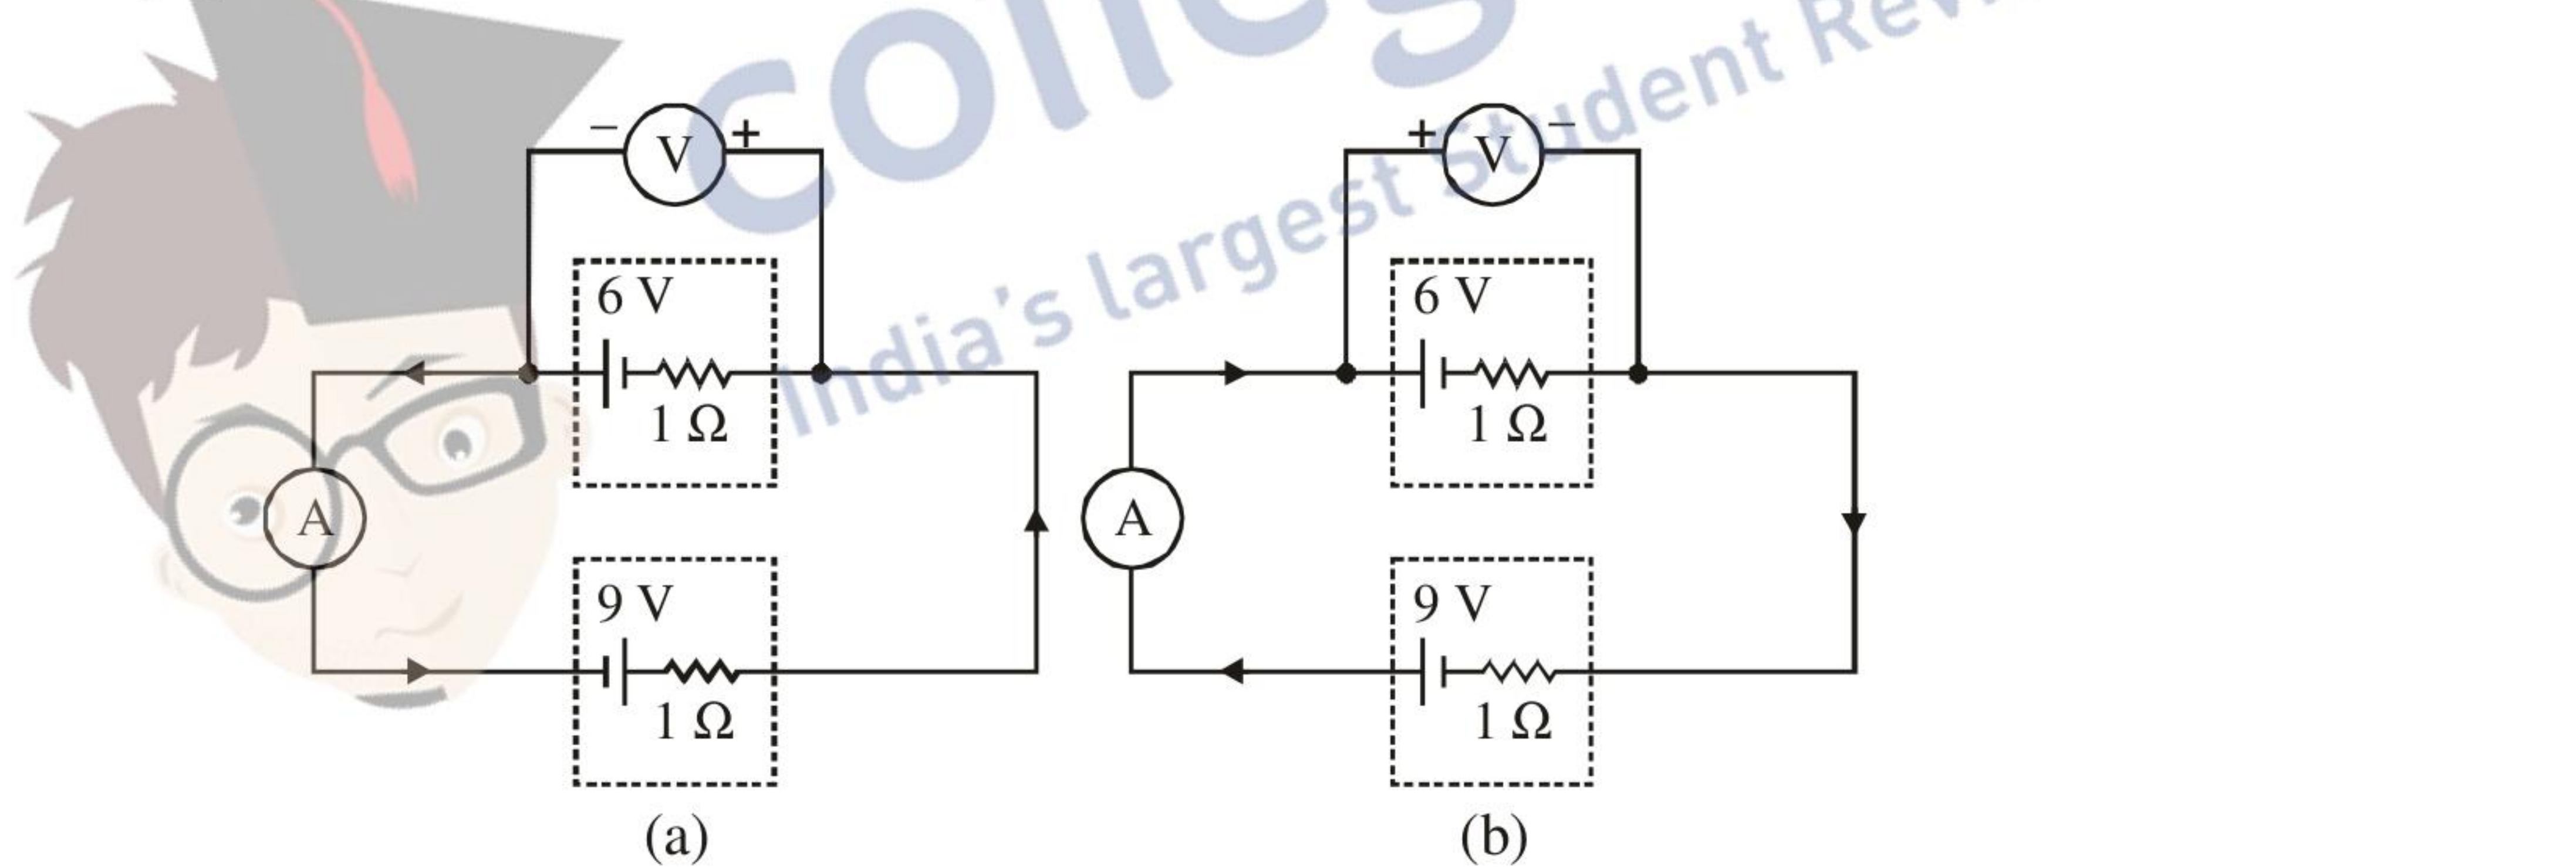 India's largest Student Rev
− V +
+ V −
6 V
1 Ω
A
9 V
1 Ω
(a)
6 V
1 Ω
A
9 V
1 Ω
(b)